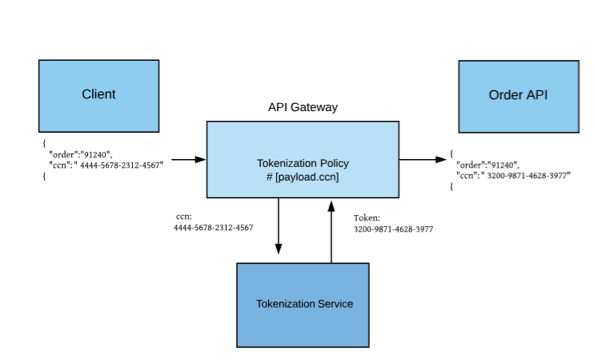 Client
Order API
API Gateway
{
"order":"91240",
"ccn": " 4444-5678-2312-4567"
{
Tokenization Policy
# [payload.ccn]
{
"order":"91240",
"ccn": " 3200-9871-4628-3977"
{
ccn:
4444-5678-2312-4567
Token:
3200-9871-4628-3977
Tokenization Service